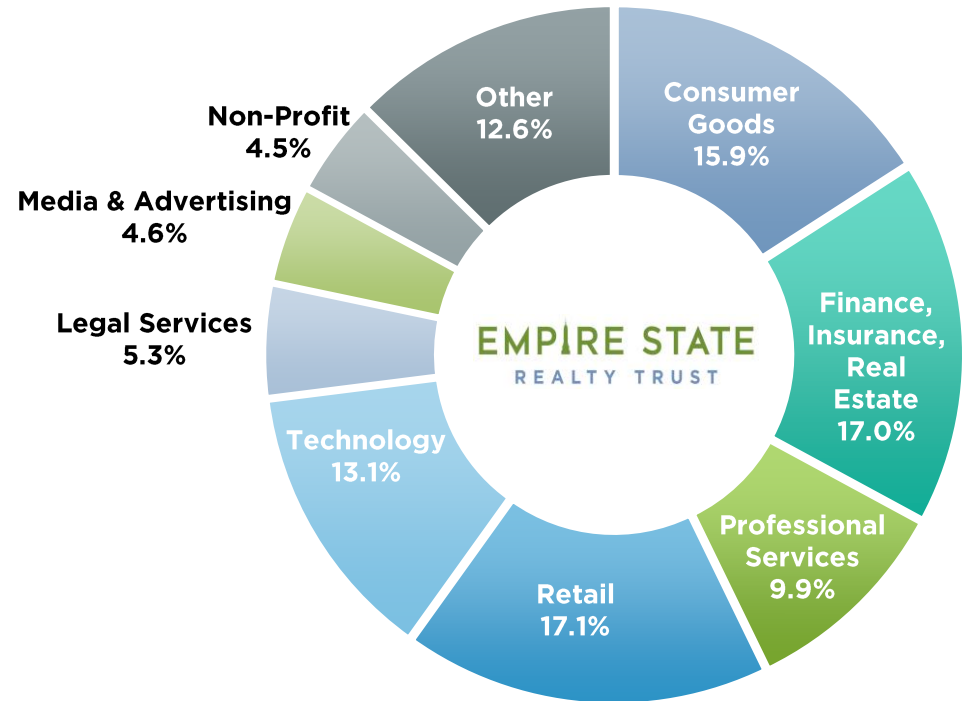 Other
12.6%
Consumer
Goods
15.9%
Non-Profit
4.5%
Media & Advertising
4.6%
Finance,
Insurance,
Real
Estate
17.0%
Legal Services
5.3%
EMPIRE STATE
REALTY TRUST
Technology
13.1%
Professional
Services
9.9%
Retail
17.1%